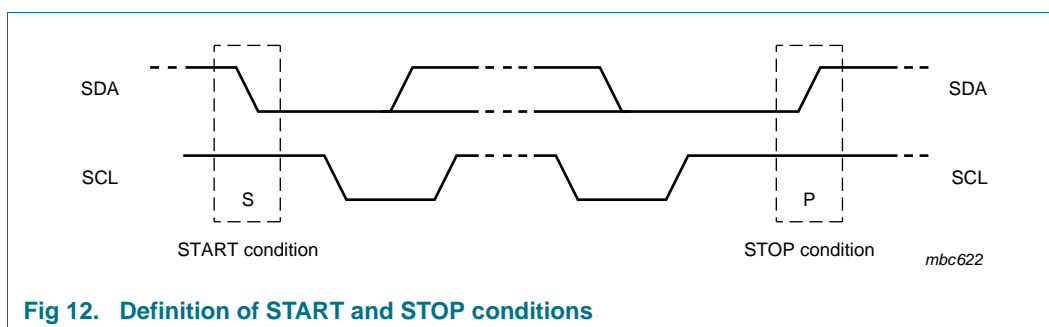 SDA SDA
SCL SCL
S P
START condition STOP condition
mbc622
Fig 12. Definition of START and STOP conditions